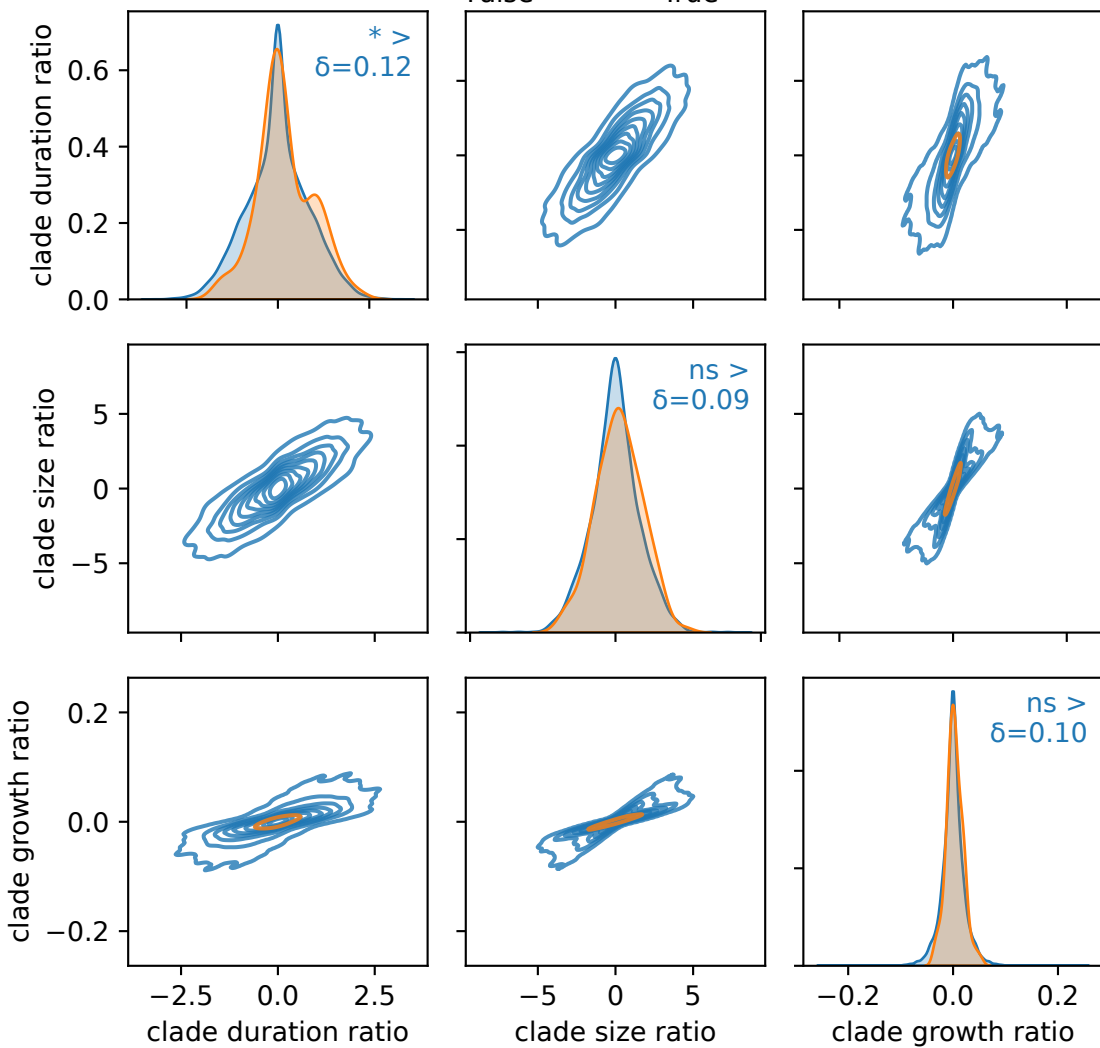 clade duration ratio
0.6
0.4
0.2
0.0
* >
δ=0.12
clade size ratio
5
0
−5
ns >
δ=0.09
clade growth ratio
0.2
0.0
−0.2
ns >
δ=0.10
−2.5 0.0 2.5
−5 0 5
−0.2 0.0 0.2
clade duration ratio
clade size ratio
clade growth ratio